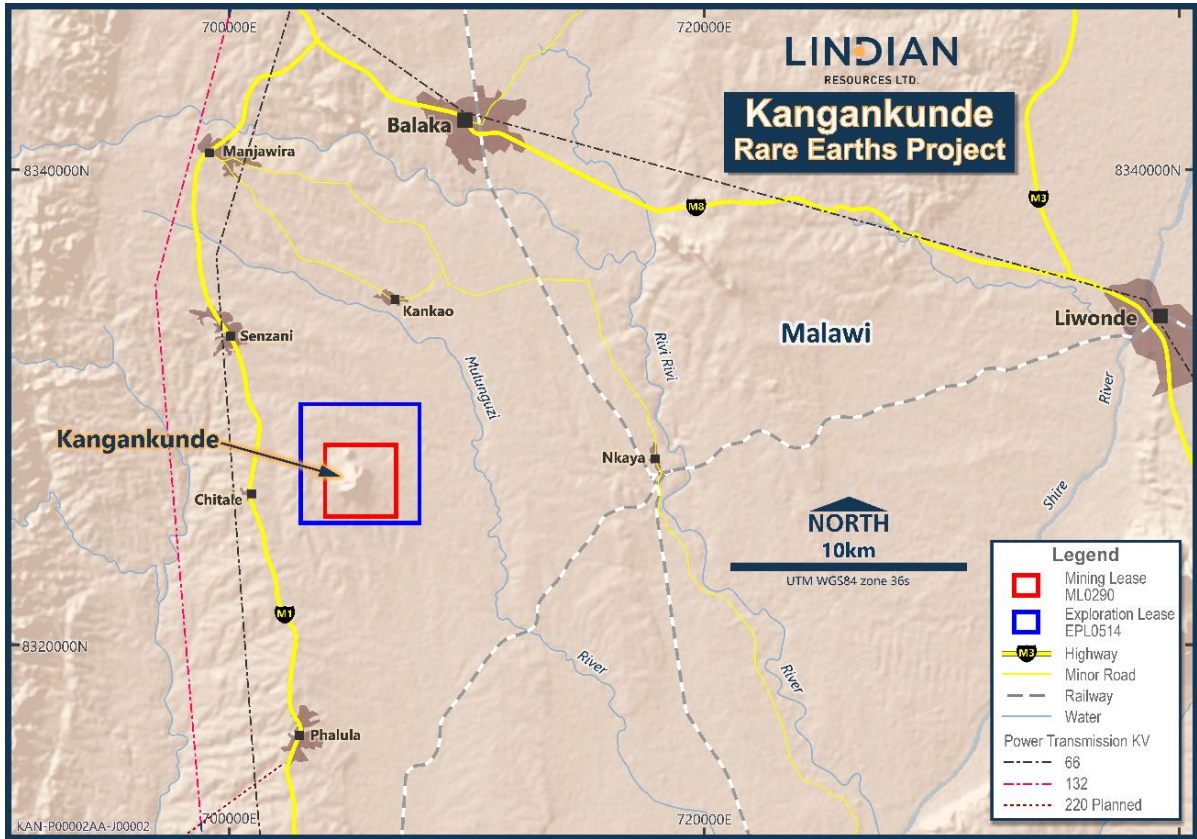 700000E
720000E
LINDIAN
RESOURCES LTD.
Kangankunde
Rare Earths Project
Balaka
Manjawira
8340000N
8340000N
M8
M3
Kankao
Senzani
Malawi
Liwonde
Rivi Rivi
Mulunguzi
River
Kangankunde
Nkaya
Chitale
Shire
NORTH
10km
UTM WGS84 zone 36s
M1
8320000N
8320000N
River
River
Phalula
Legend
Mining Lease
ML0290
Exploration Lease
EPL0514
M3
Highway
Minor Road
Railway
Water
Power Transmission KV
66
132
220 Planned
KAN-P00002AA-J00002
700000E
720000E